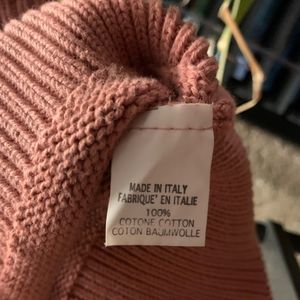 MADE IN ITALY
FABRIQUE' EN ITALIE
100%
COTONE COTTON
COTON BAUMWOLLE